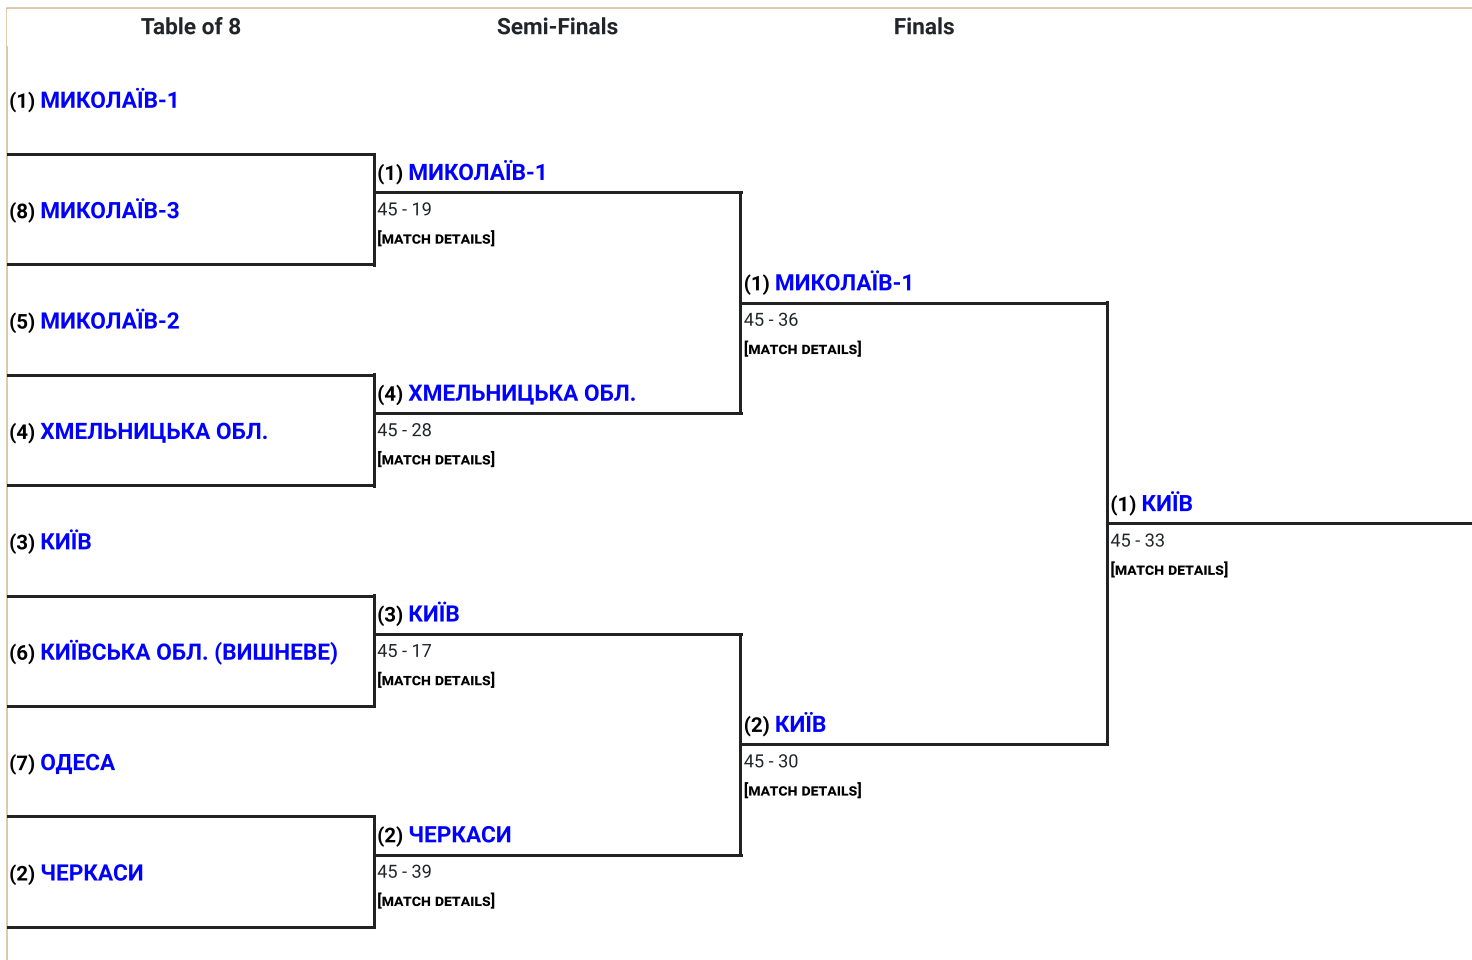 Table of 8
Semi-Finals
Finals
(1) МИКОЛАЇВ-1
(8) МИКОЛАЇВ-3
(5) МИКОЛАЇВ-2
(4) ХМЕЛЬНИЦЬКА ОБЛ.
(3) КИЇВ
(6) КИЇВСЬКА ОБЛ. (ВИШНЕВЕ)
(7) ОДЕСА
(2) ЧЕРКАСИ
(1) МИКОЛАЇВ-1
45 - 19
[MATCH DETAILS]
(4) ХМЕЛЬНИЦЬКА ОБЛ.
45 - 28
[MATCH DETAILS]
(3) КИЇВ
45 - 17
[MATCH DETAILS]
(2) ЧЕРКАСИ
45 - 39
[MATCH DETAILS]
(1) МИКОЛАЇВ-1
45 - 36
[MATCH DETAILS]
(2) КИЇВ
45 - 30
[MATCH DETAILS]
(1) КИЇВ
45 - 33
[MATCH DETAILS]